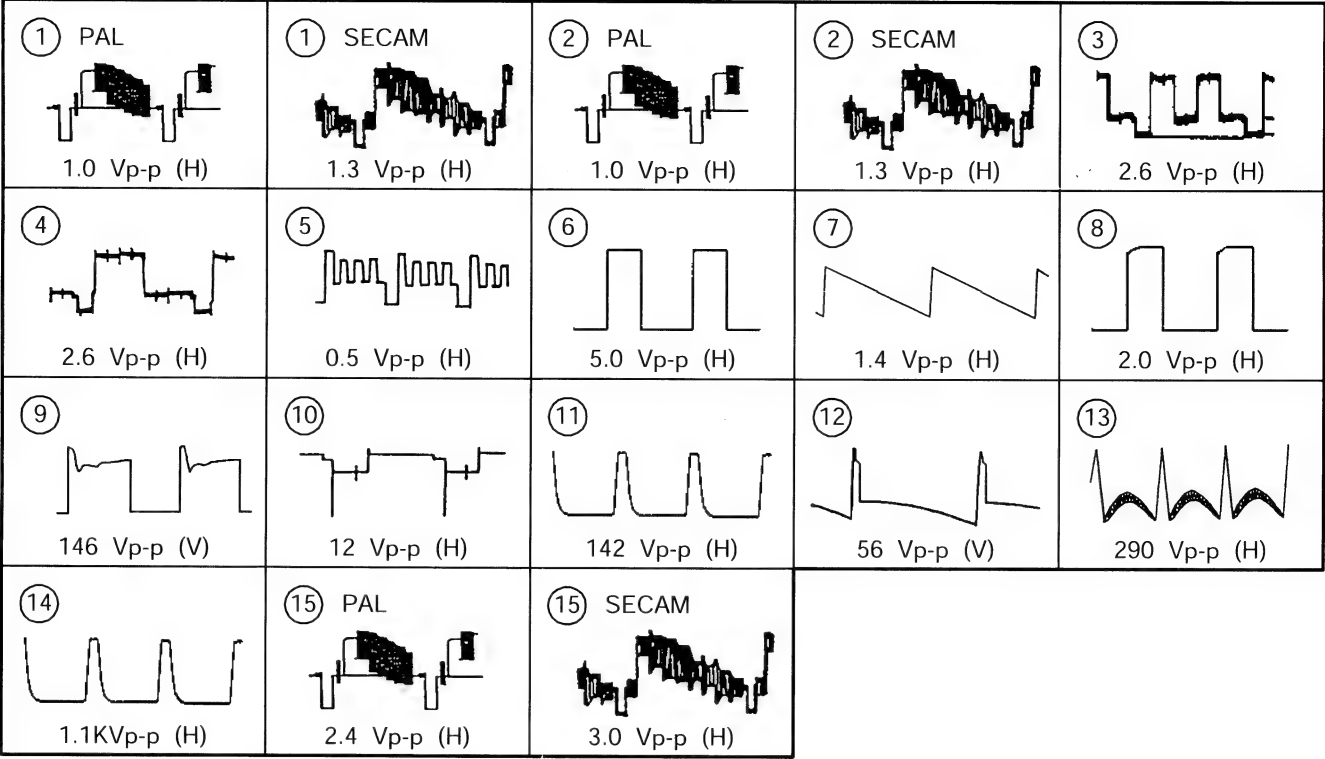 1 PAL
1.0 Vp-p (H)
1 SECAM
1.3 Vp-p (H)
2 PAL
1.0 Vp-p (H)
2 SECAM
1.3 Vp-p (H)
3
2.6 Vp-p (H)
4
2.6 Vp-p (H)
5
0.5 Vp-p (H)
6
5.0 Vp-p (H)
7
1.4 Vp-p (H)
8
2.0 Vp-p (H)
9
146 Vp-p (V)
10
12 Vp-p (H)
11
142 Vp-p (H)
12
56 Vp-p (V)
13
290 Vp-p (H)
14
1.1KVp-p (H)
15 PAL
2.4 Vp-p (H)
15 SECAM
3.0 Vp-p (H)